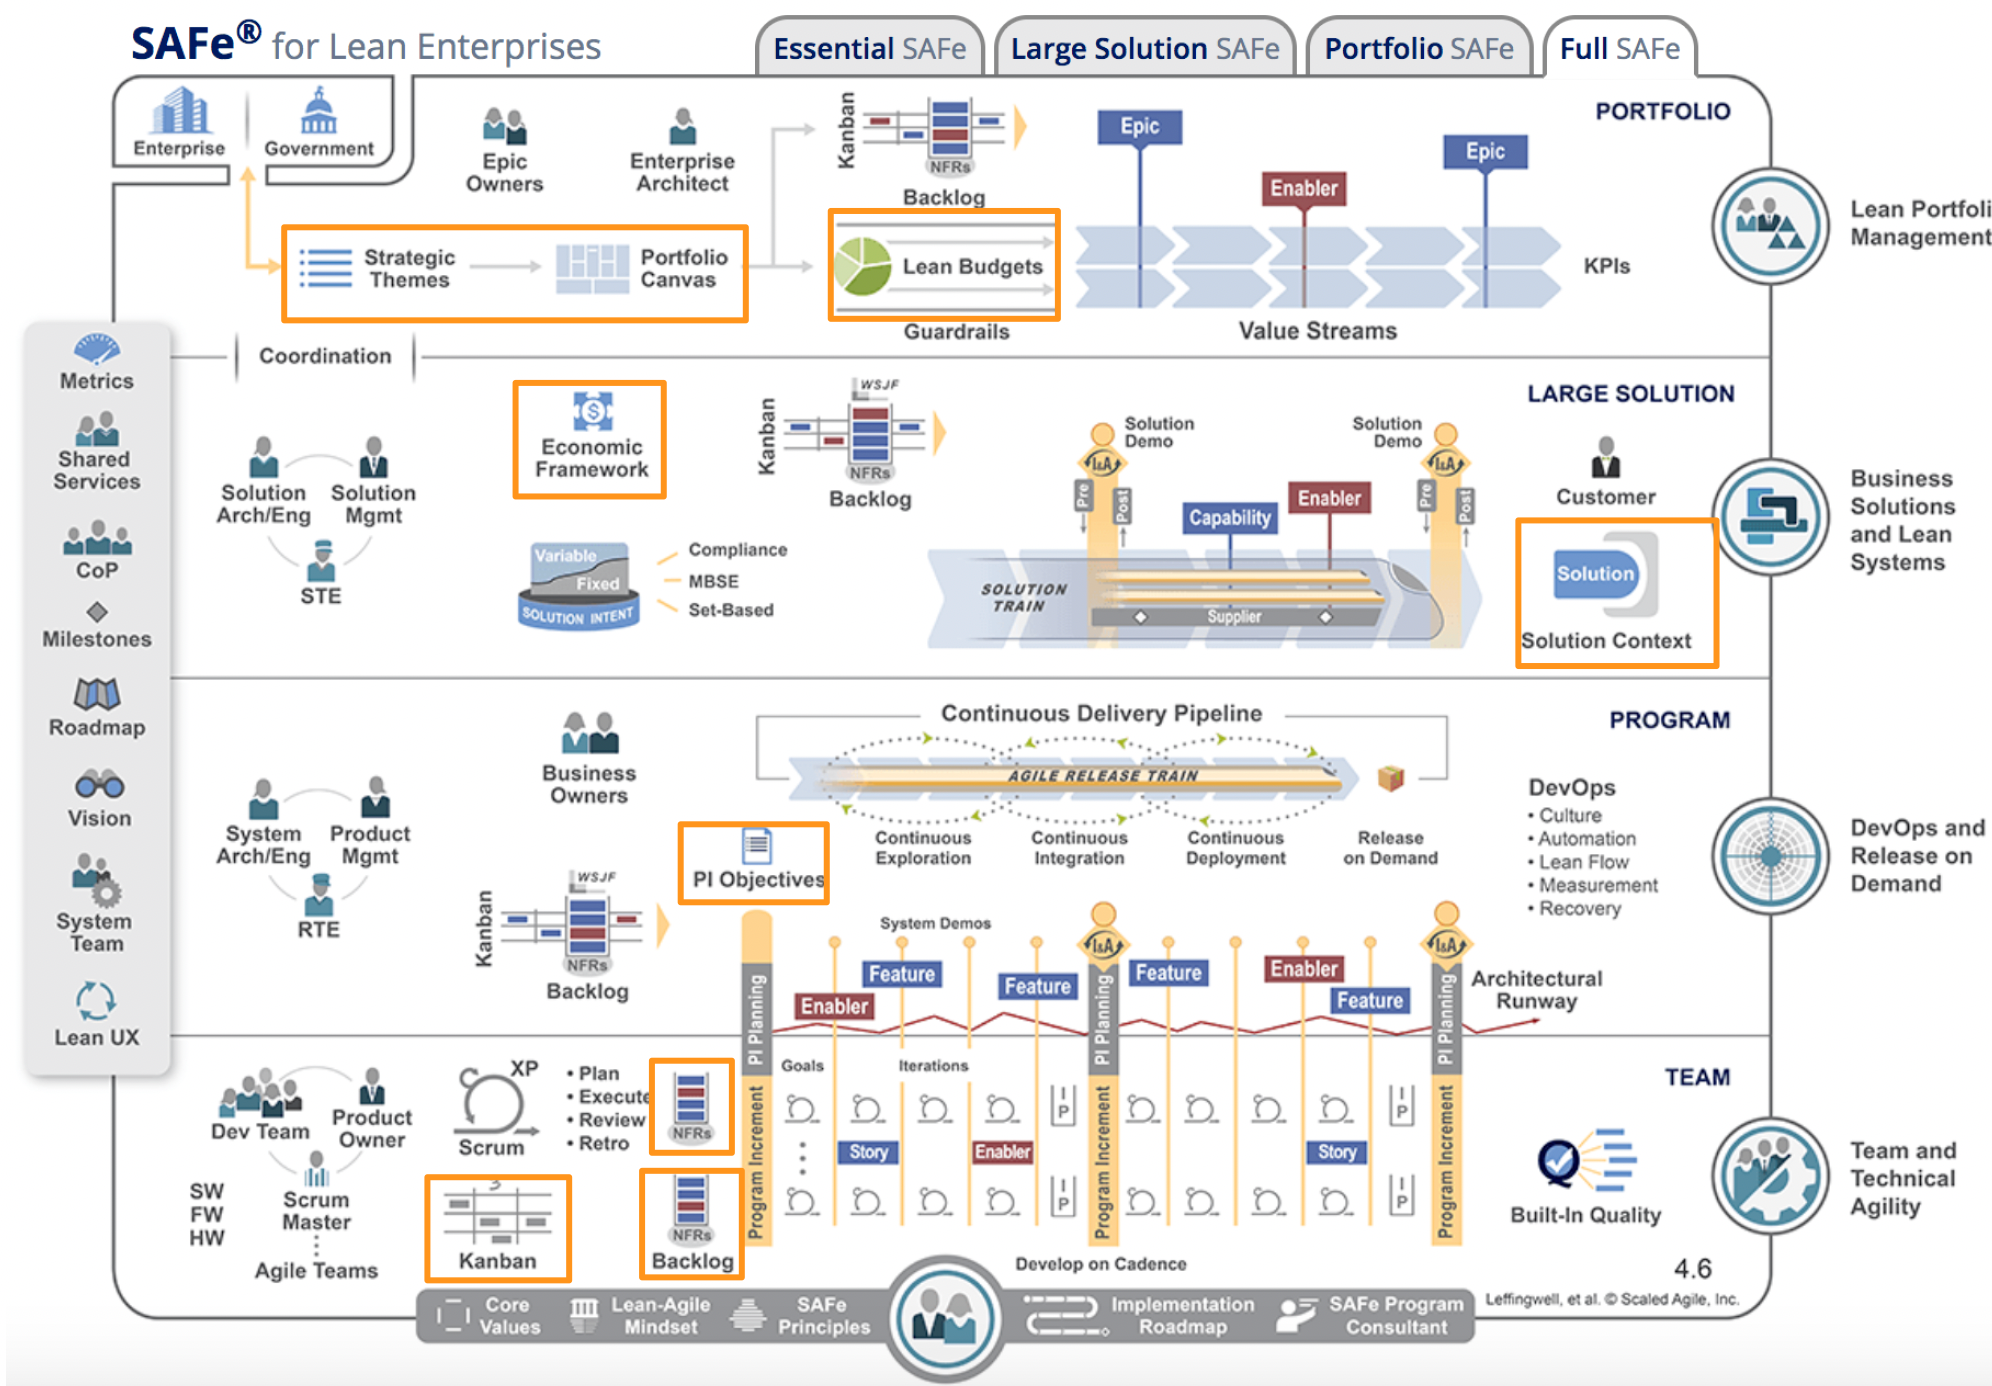 SAFe® for Lean Enterprises
Essential SAFe
Large Solution SAFe
Portfolio SAFe
Full SAFe
Enterprise
Government
Epic
Owners
Enterprise
Architect
Kanban
NFRs
Backlog
Epic
Enabler
Epic
PORTFOLIO
Lean Portfoli
Management
Strategic
Themes
Portfolio
Canvas
Lean Budgets
Guardrails
Value Streams
KPIs
Coordination
Metrics
Shared
Services
CoP
Milestones
Roadmap
Vision
System
Team
Lean UX
LARGE SOLUTION
Solution
Arch/Eng
Solution
Mgmt
STE
Economic
Framework
Variable
Fixed
SOLUTION INTENT
Compliance
MBSE
Set-Based
Kanban
WSJF
NFRs
Backlog
Solution
Demo
I&A
Pre
Post
Capability
Enabler
Solution
Demo
I&A
Pre
Post
SOLUTION
TRAIN
Supplier
Customer
Solution
Solution Context
Business
Solutions
and Lean
Systems
PROGRAM
Business
Owners
System
Arch/Eng
Product
Mgmt
RTE
Continuous Delivery Pipeline
AGILE RELEASE TRAIN
Continuous
Exploration
Continuous
Integration
Continuous
Deployment
Release
on Demand
DevOps
• Culture
• Automation
• Lean Flow
• Measurement
• Recovery
DevOps and
Release on
Demand
Kanban
WSJF
NFRs
Backlog
PI Objectives
System Demos
I&A
I&A
Enabler
Feature
Feature
Feature
Enabler
Feature
Architectural
Runway
PI Planning
PI Planning
PI Planning
TEAM
Dev Team
Product
Owner
Scrum
Master
SW
FW
HW
Agile Teams
XP
Scrum
• Plan
• Execute
• Review
• Retro
NFRs
Kanban
NFRs
Backlog
Program Increment
Program Increment
Program Increment
Goals
Iterations
I
P
I
P
Story
Enabler
Story
I
P
I
P
Develop on Cadence
Built-In Quality
Team and
Technical
Agility
4.6
Leffingwell, et al. © Scaled Agile, Inc.
Core
Values
Lean-Agile
Mindset
SAFe
Principles
Implementation
Roadmap
SAFe Program
Consultant